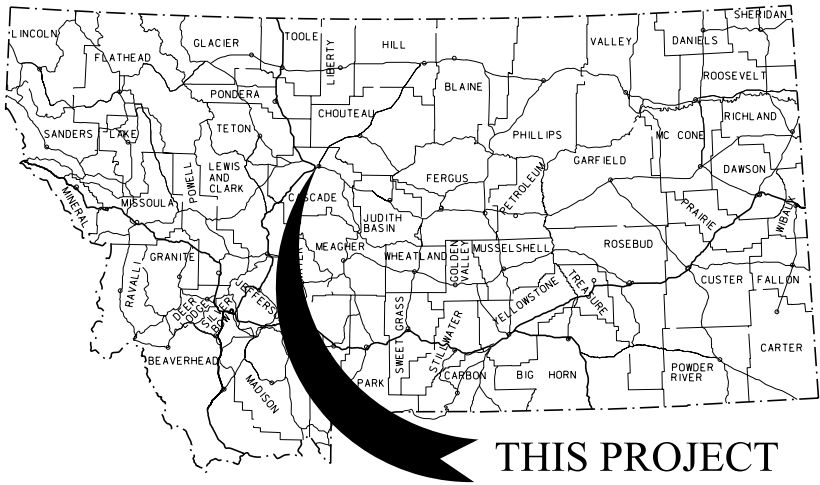 SHERIDAN
LINCOLN
GLACIER
TOOLE
LIBERTY
HILL
VALLEY
DANIELS
FLATHEAD
BLAINE
ROOSEVELT
PONDERA
CHOUTEAU
RICHLAND
SANDERS
LAKE
TETON
PHILLIPS
MC CONE
GARFIELD
DAWSON
POWELL
LEWIS
AND
CLARK
FERGUS
PETROLEUM
MINERAL
MISSOULA
JUDITH
BASIN
PRAIRIE
WIBAUX
MEAGHER
WHEATLAND
GOLDEN
VALLEY
MUSSELSHELL
ROSEBUD
GRANITE
RAVALLI
CUSTER
FALLON
DEER
LODGE
SILVER
BOW
SWEET GRASS
STILLWATER
YELLOWSTONE
TREASURE
CARTER
BEAVERHEAD
MADISON
PARK
CARBON
BIG HORN
POWDER
RIVER
THIS PROJECT